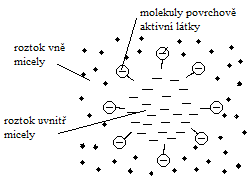 molekuly povrchově
aktivní látky
roztok vně
micely
roztok uvnitř
micely